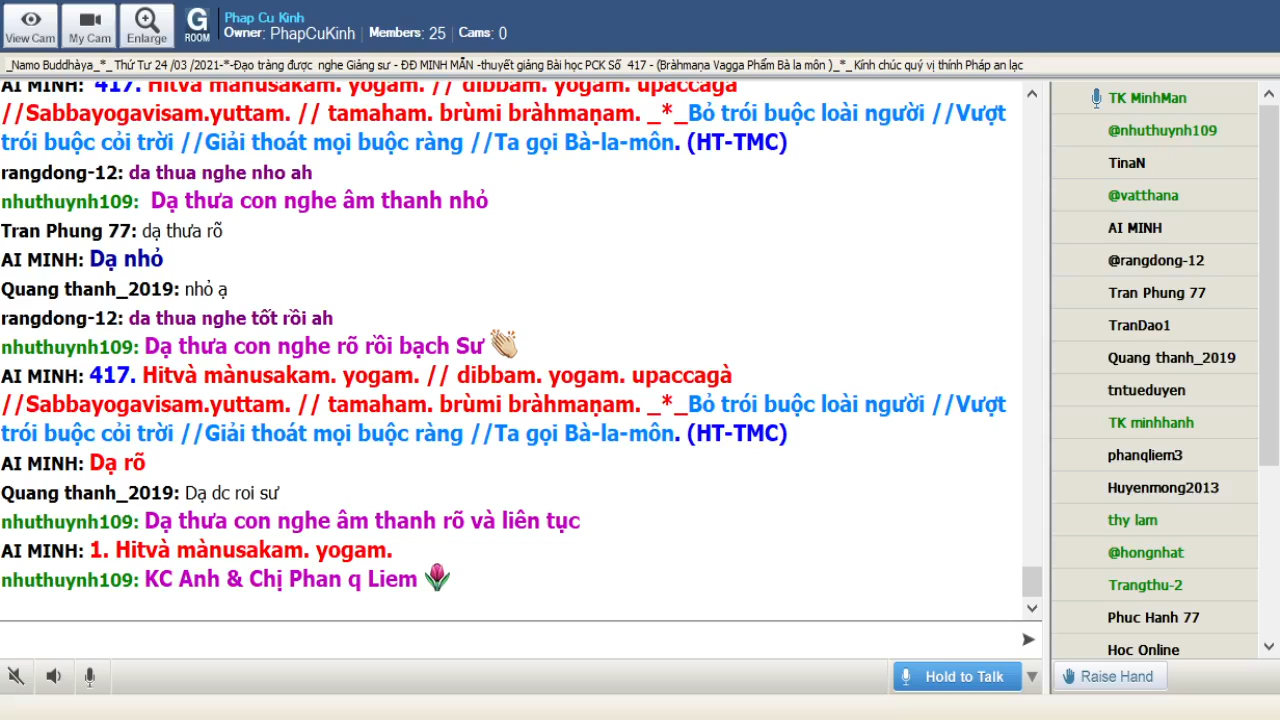 View Cam
My Cam
Enlarge
G
ROOM
Phap Cu Kinh
Owner: PhapCuKinh | Members: 25 | Cams: 0
_Namo Buddhàya_*_ Thứ Tư 24 /03 /2021-*-Đạo tràng được nghe Giảng sư - ĐĐ MINH MẪN -thuyết giảng Bài học PCK Số 417 - (Bràhmaṇa Vagga Phẩm Bà la môn )_*_Kính chúc quý vị thính Pháp an lạc
AI MINH: 417. Hitvà mànusakam. yogam. // dibbam. yogam. upaccagà
//Sabbayogavisam.yuttam. // tamaham. brùmi bràhmaṇam. _*_Bỏ trói buộc loài người //Vượt
trói buộc cỏi trời //Giải thoát mọi buộc ràng //Ta gọi Bà-la-môn. (HT-TMC)
rangdong-12: da thua nghe nho ah
nhuthuynh109: Dạ thưa con nghe âm thanh nhỏ
Tran Phung 77: dạ thưa rõ
AI MINH: Dạ nhỏ
Quang thanh_2019: nhỏ ạ
rangdong-12: da thua nghe tốt rồi ah
nhuthuynh109: Dạ thưa con nghe rõ rồi bạch Sư
AI MINH: 417. Hitvà mànusakam. yogam. // dibbam. yogam. upaccagà
//Sabbayogavisam.yuttam. // tamaham. brùmi bràhmaṇam. _*_Bỏ trói buộc loài người //Vượt
trói buộc cỏi trời //Giải thoát mọi buộc ràng //Ta gọi Bà-la-môn. (HT-TMC)
AI MINH: Dạ rõ
Quang thanh_2019: Dạ dc roi sư
nhuthuynh109: Dạ thưa con nghe âm thanh rõ và liên tục
AI MINH: 1. Hitvà mànusakam. yogam.
nhuthuynh109: KC Anh & Chị Phan q Liem
TK MinhMan
@nhuthuynh109
TinaN
@vatthana
AI MINH
@rangdong-12
Tran Phung 77
TranDao1
Quang thanh_2019
tntueduyen
TK minhhanh
phanqliem3
Huyenmong2013
thy lam
@hongnhat
Trangthu-2
Phuc Hanh 77
Hoc Online
Hold to Talk
Raise Hand